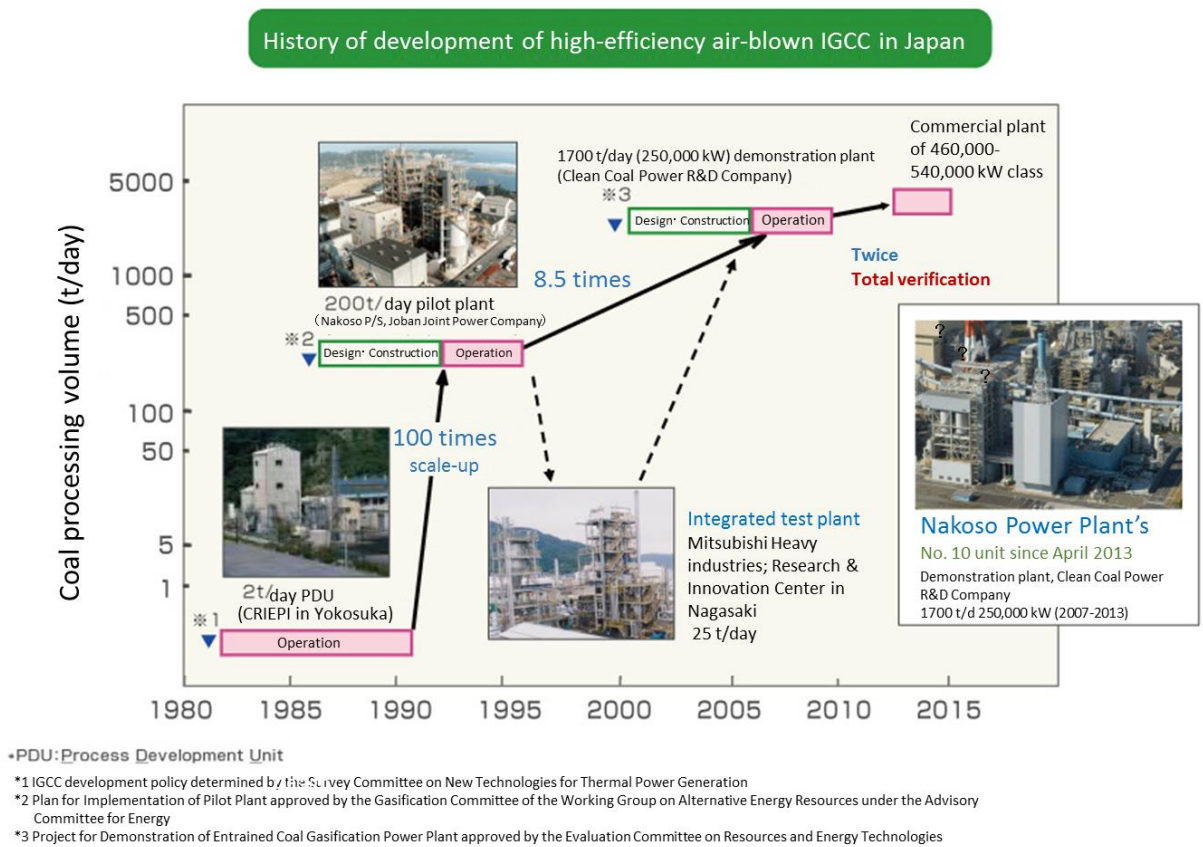 History of development of high-efficiency air-blown IGCC in Japan
Coal processing volume (t/day)
5000
1000
500
100
50
5
1
1980
1985
1990
1995
2000
2005
2010
2015
※1
Operation
2t/day PDU
(CRIEPI in Yokosuka)
100 times
scale-up
※2
Design· Construction
Operation
200t/day pilot plant
(Nakoso P/S, Joban Joint Power Company)
8.5 times
Integrated test plant
Mitsubishi Heavy
industries; Research &
Innovation Center in
Nagasaki
25 t/day
1700 t/day (250,000 kW) demonstration plant
(Clean Coal Power R&D Company)
※3
Design· Construction
Operation
Commercial plant
of 460,000-
540,000 kW class
Twice
Total verification
?
?
?
Nakoso Power Plant's
No. 10 unit since April 2013
Demonstration plant, Clean Coal Power
R&D Company
1700 t/d 250,000 kW (2007-2013)
•PDU:Process Development Unit
*1 IGCC development policy determined by the Survey Committee on New Technologies for Thermal Power Generation
*2 Plan for Implementation of Pilot Plant approved by the Gasification Committee of the Working Group on Alternative Energy Resources under the Advisory
Committee for Energy
*3 Project for Demonstration of Entrained Coal Gasification Power Plant approved by the Evaluation Committee on Resources and Energy Technologies